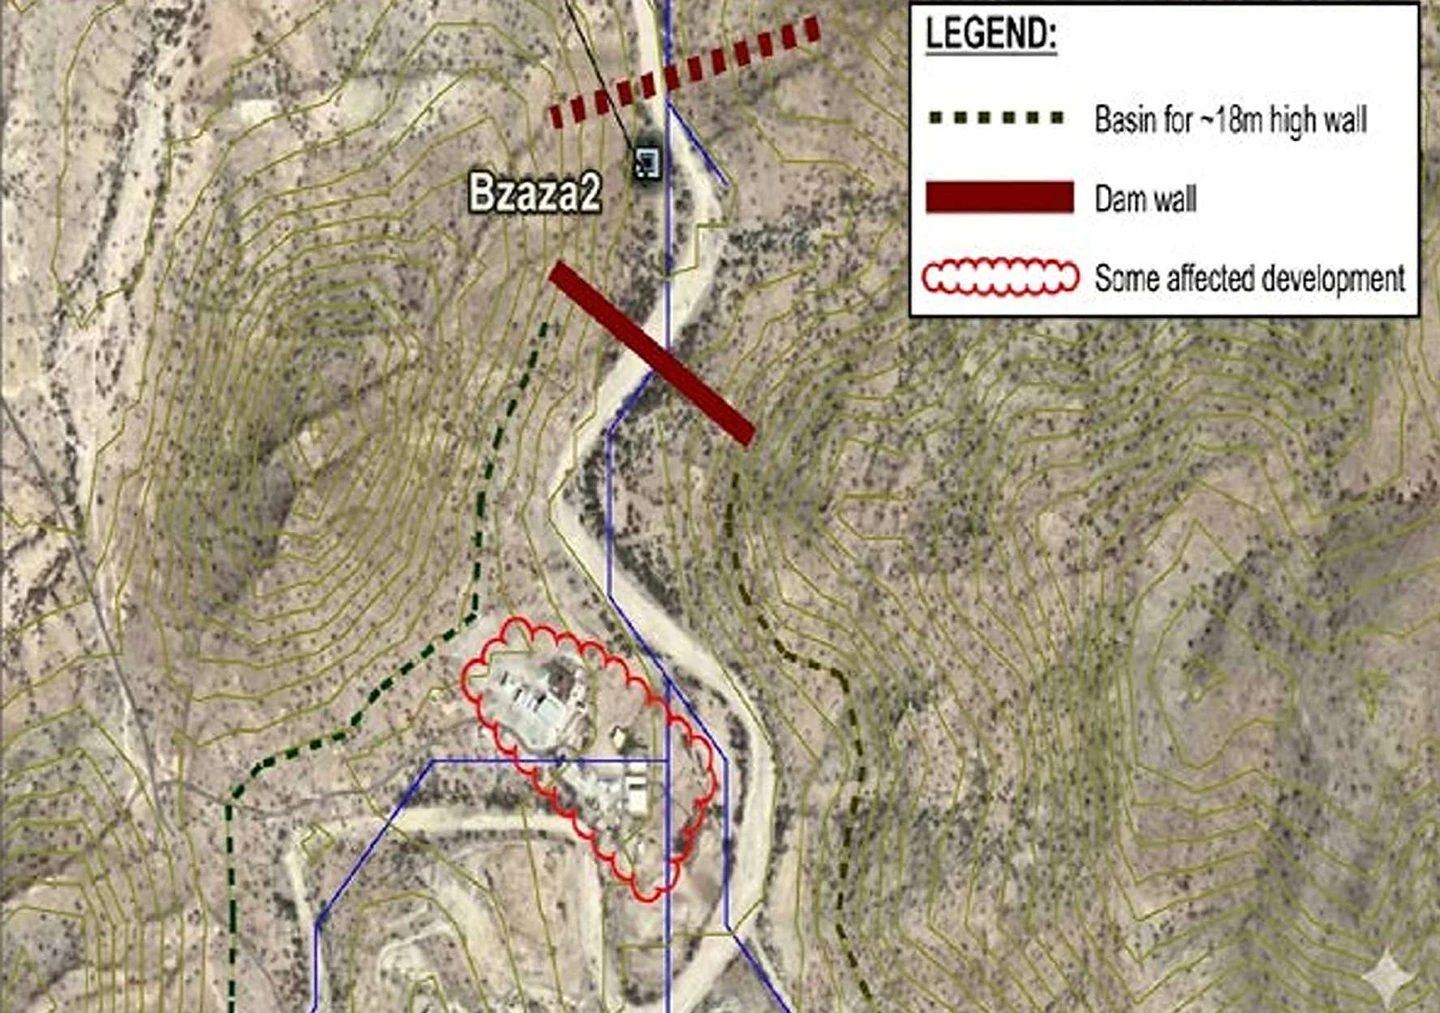 LEGEND:
Basin for ~18m high wall
Dam wall
Some affected development
Bzaza2